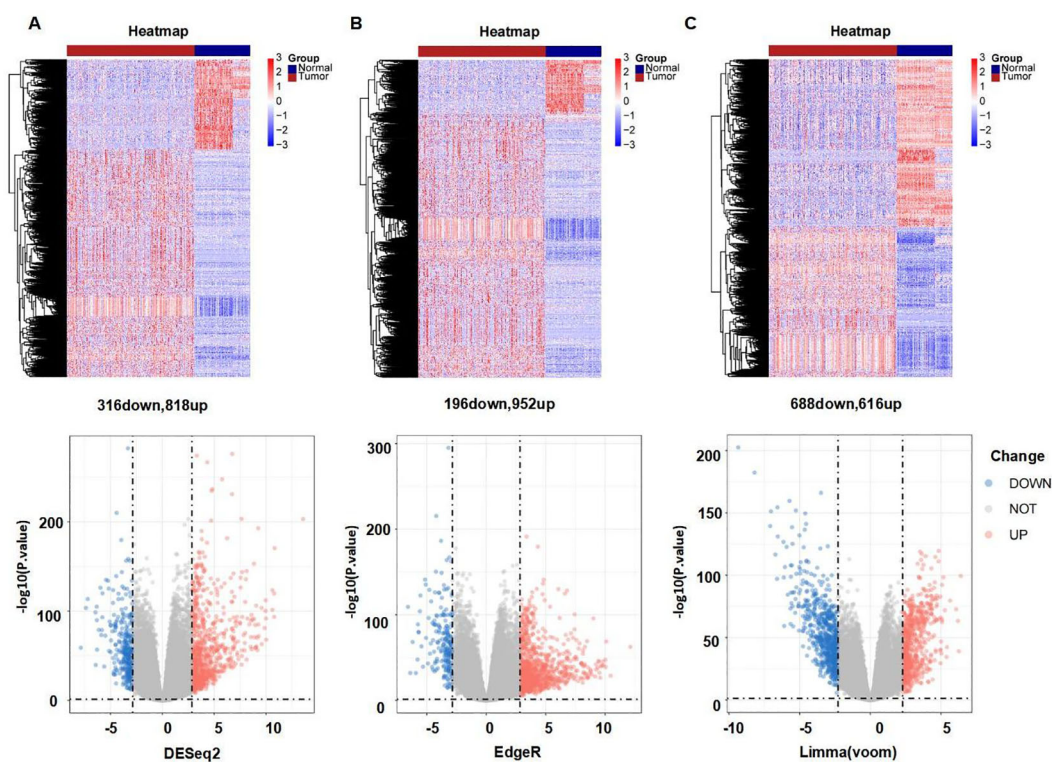 A
Heatmap
3
2
1
0
−1
−2
−3
Group
Normal
Tumor
B
Heatmap
3
2
1
0
−1
−2
−3
Group
Normal
Tumor
C
Heatmap
3
2
1
0
−1
−2
−3
Group
Normal
Tumor
316down,818up
196down,952up
688down,616up
-log10(P.value)
200
100
0
-5
0
5
10
DESeq2
-log10(P.value)
300
200
100
0
-5
0
5
10
EdgeR
-log10(P.value)
200
150
100
50
0
-10
-5
0
5
Limma(voom)
Change
DOWN
NOT
UP